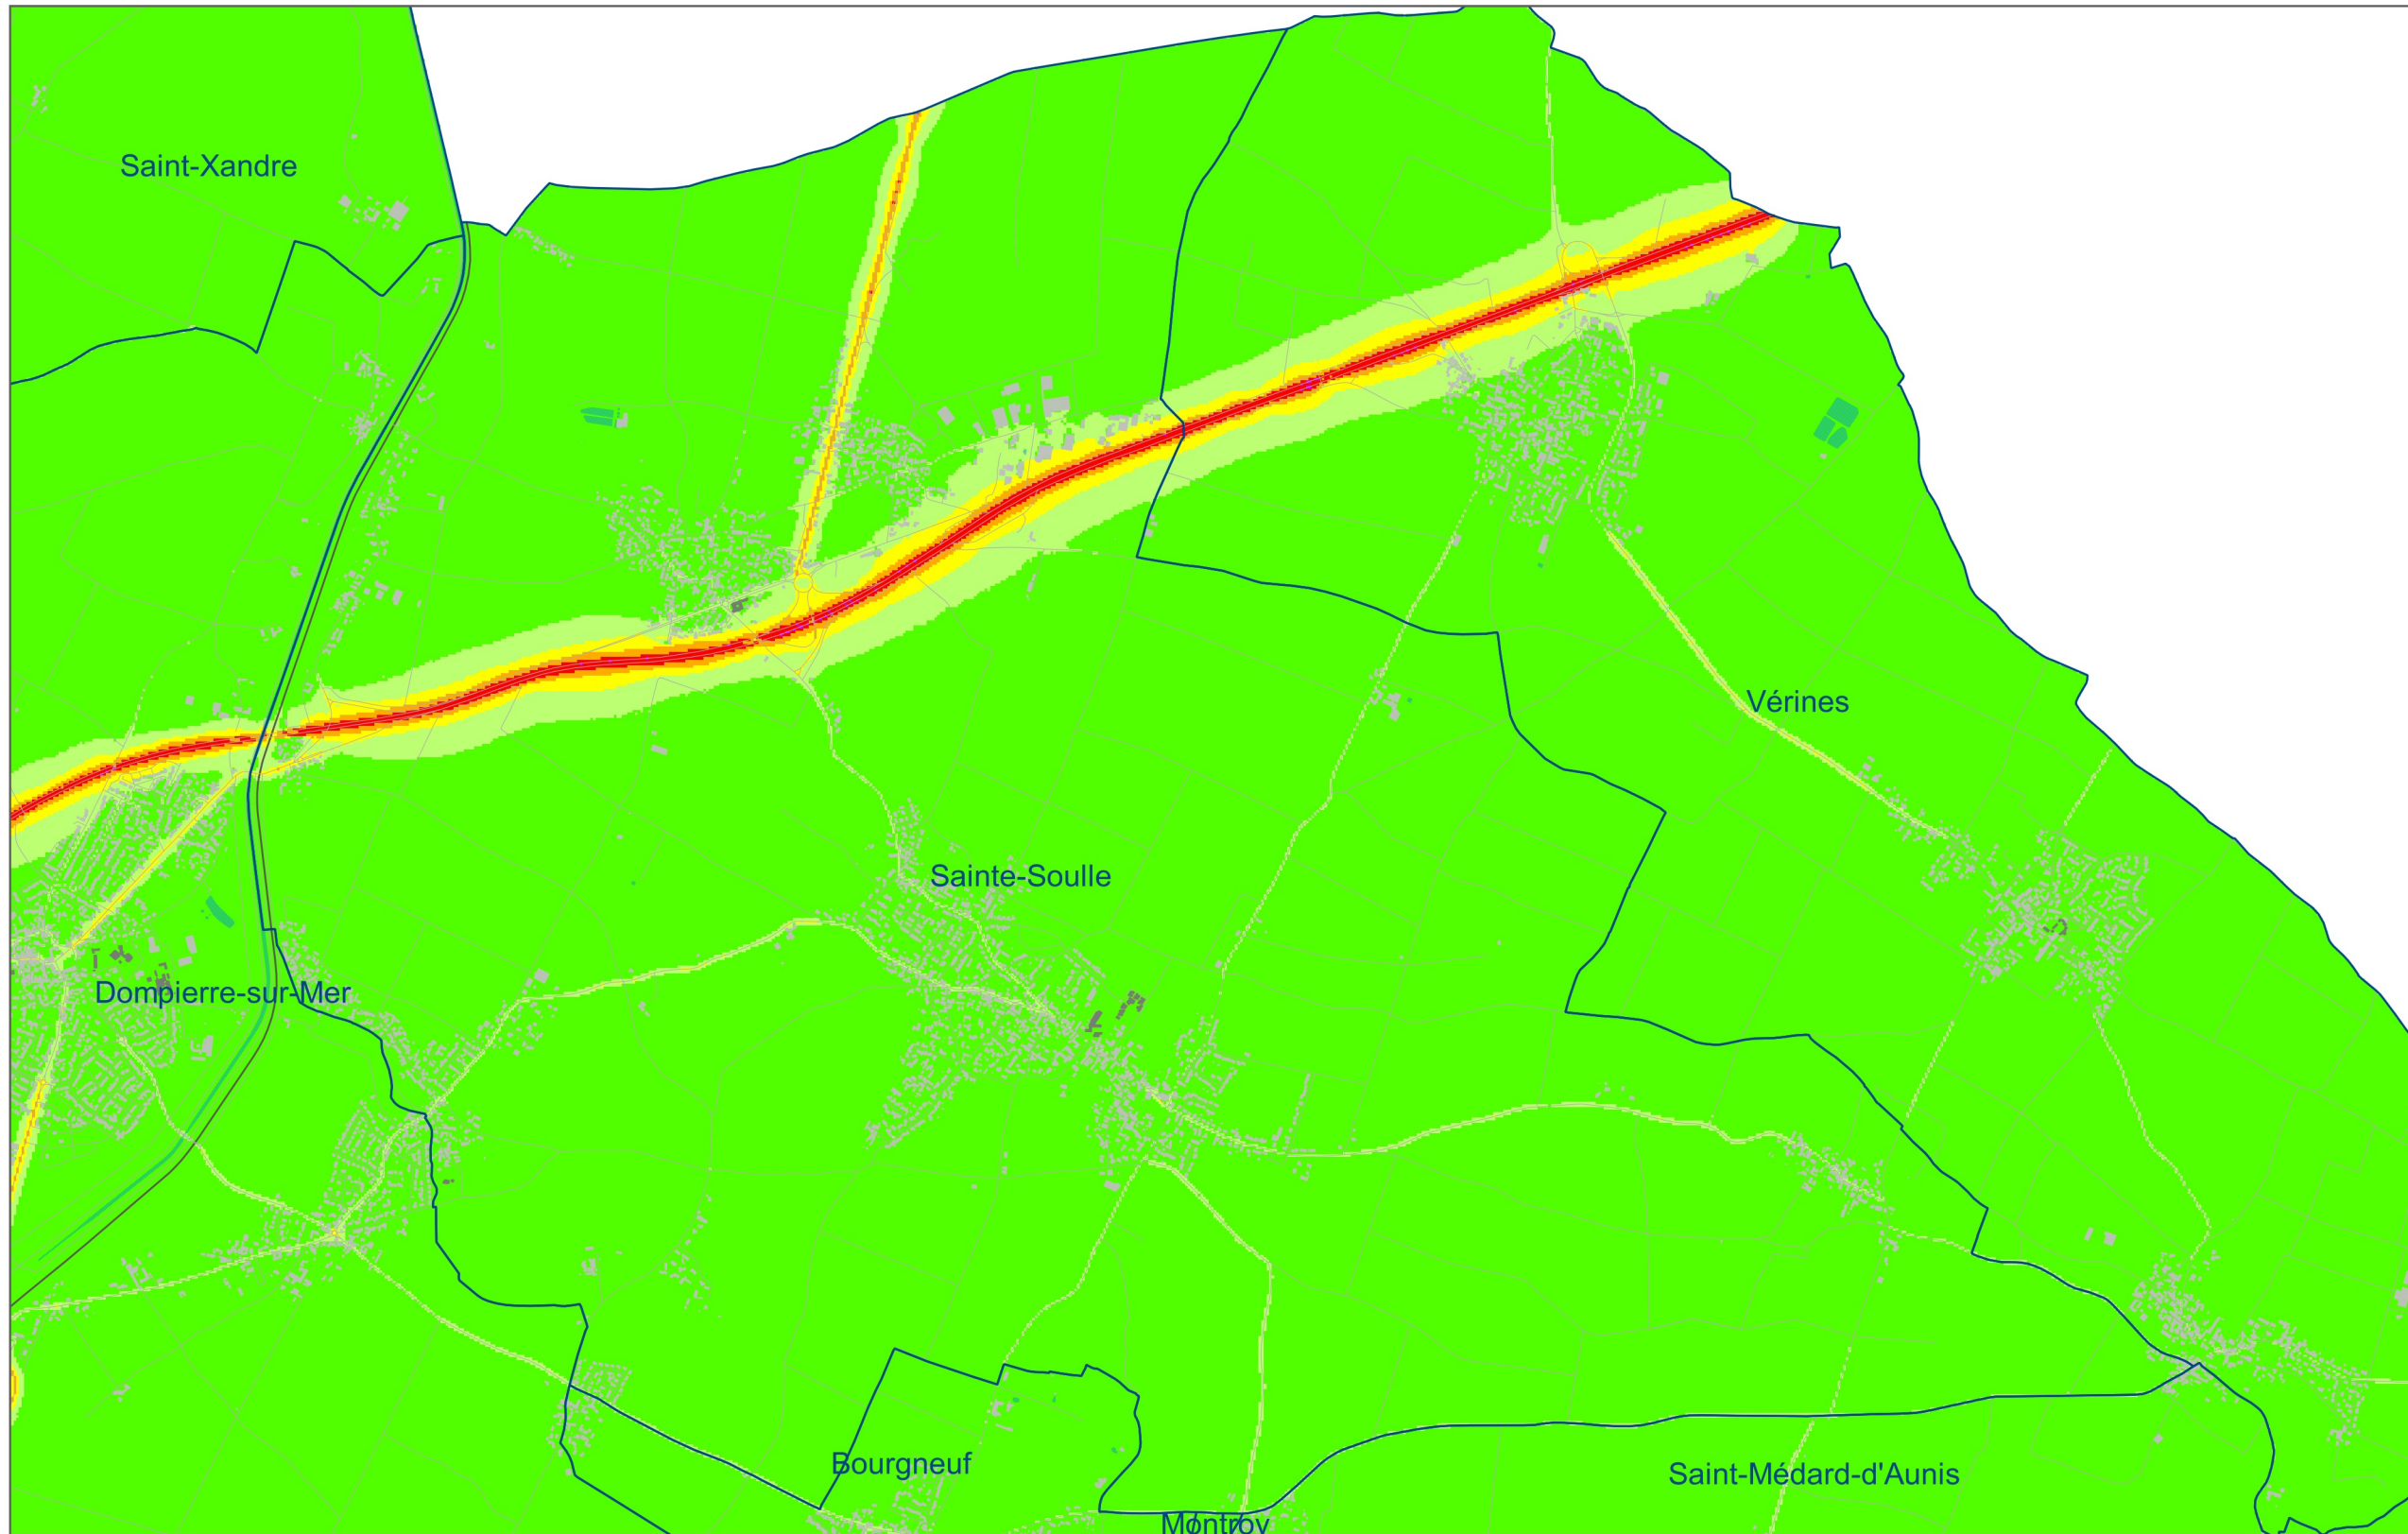 Saint-Xandre
Vérines
Sainte-Soulle
Dompierre-sur-Mer
Bourgneuf
Saint-Médard-d'Aunis
Montroy